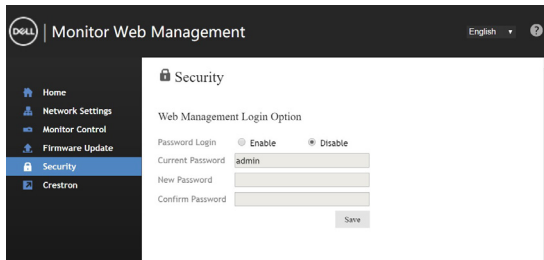 DELL | Monitor Web Management
English
?
Home
Network Settings
Monitor Control
Firmware Update
Security
Crestron
Security
Web Management Login Option
Password Login Enable Disable
Current Password admin
New Password
Confirm Password
Save